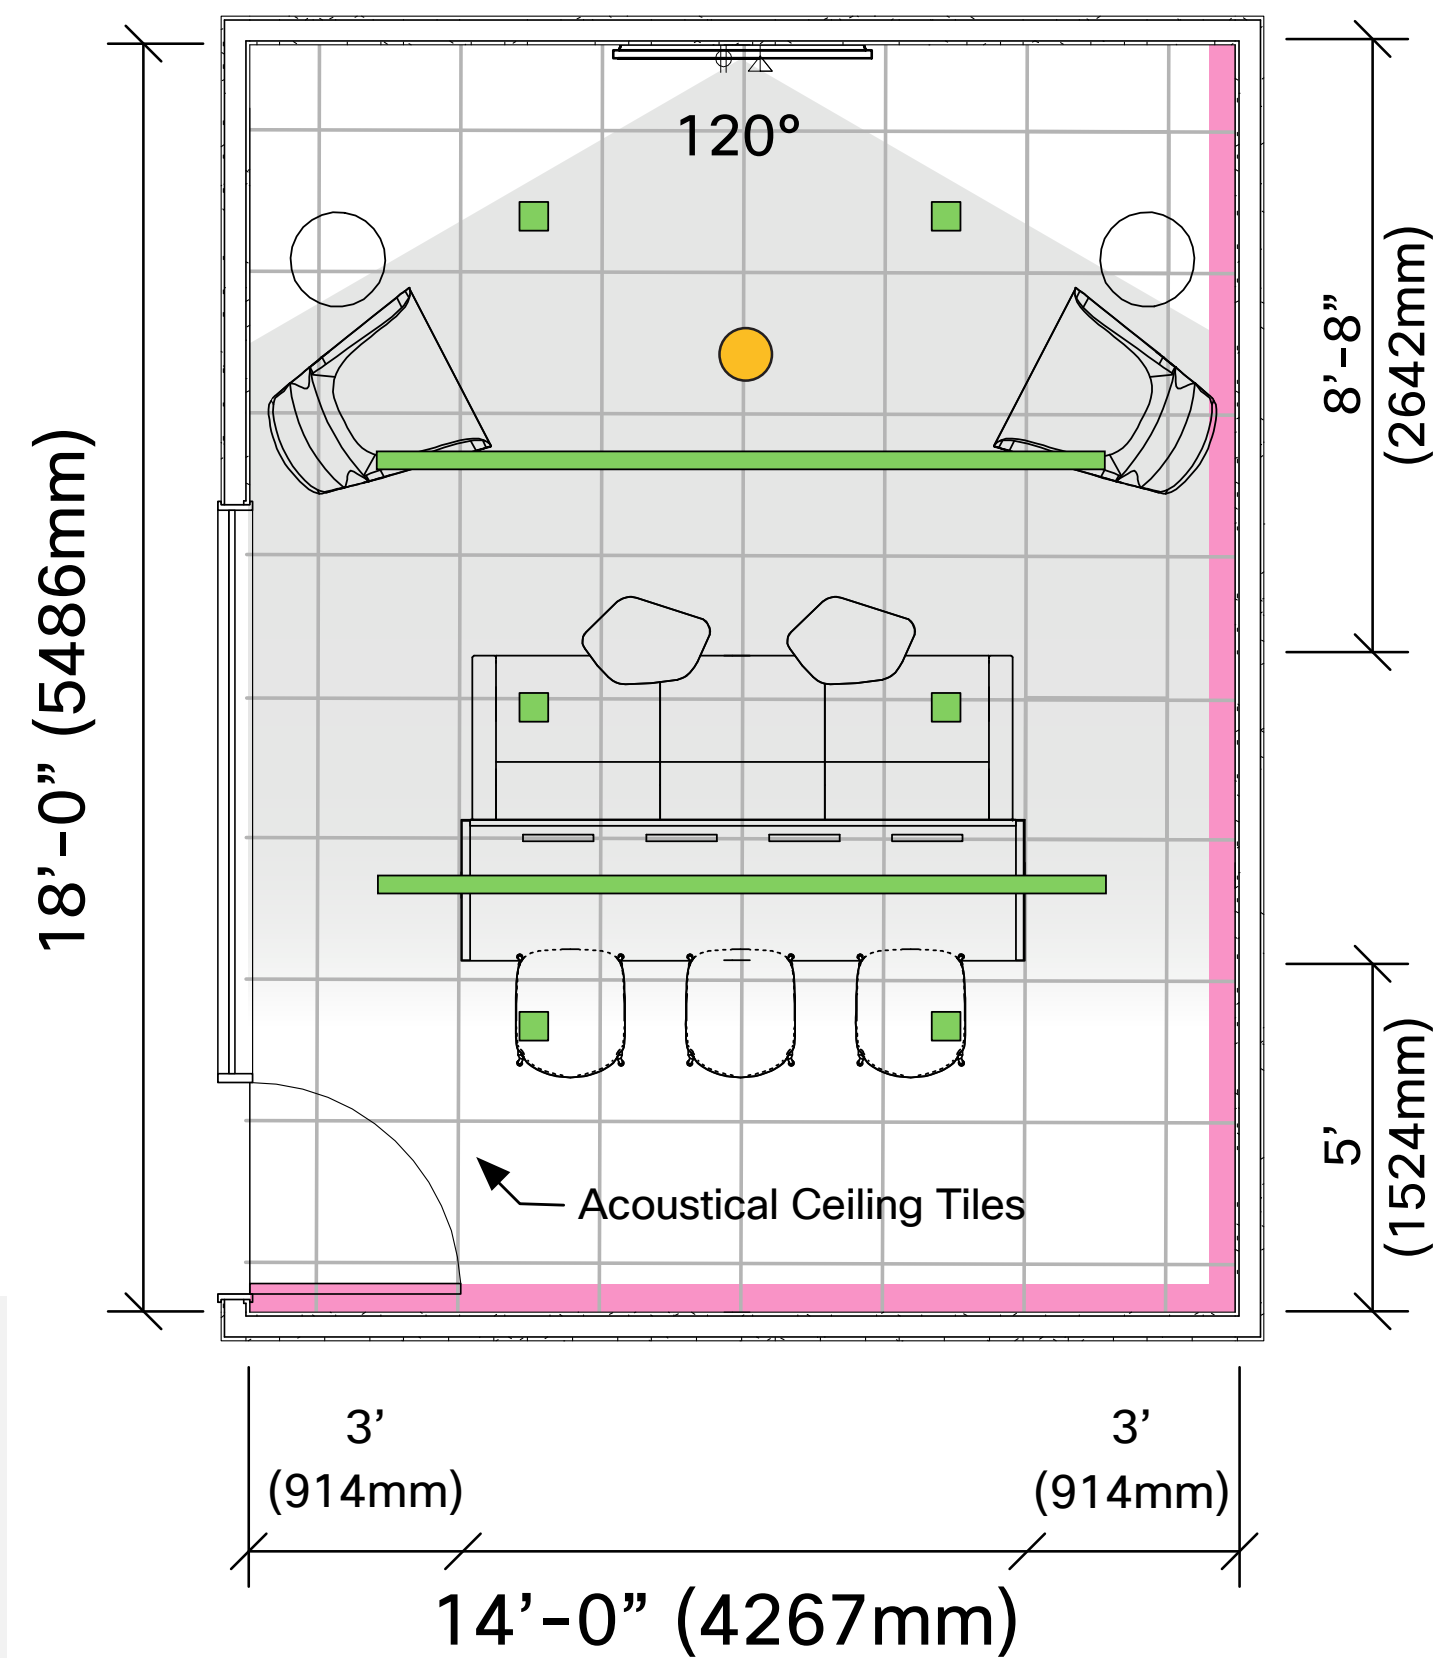 120°
8’-8”
(2642mm)
18’-0” (5486mm)
5’
(1524mm)
Acoustical Ceiling Tiles
3’
(914mm)
3’
(914mm)
14’-0” (4267mm)